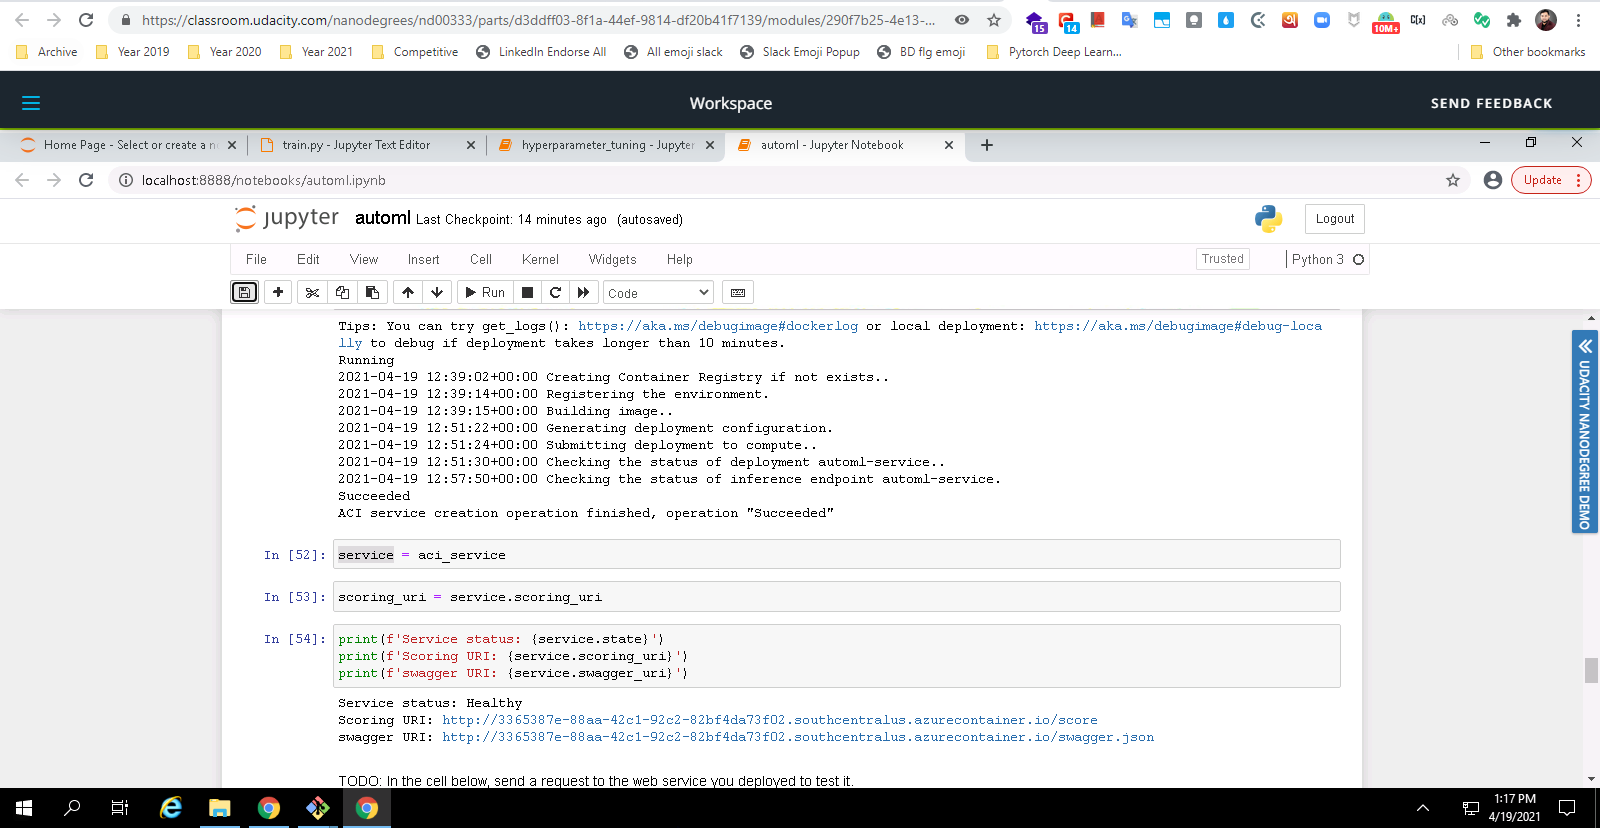 https://classroom.udacity.com/nanodegrees/nd00333/parts/d3ddff03-8f1a-44ef-9814-df20b41f7139/modules/290f7b25-4e13-...
15
14
10M+
C[x]
Archive
Year 2019
Year 2020
Year 2021
Competitive
LinkedIn Endorse All
All emoji slack
Slack Emoji Popup
BD flg emoji
Pytorch Deep Learn...
Other bookmarks
Workspace
SEND FEEDBACK
Home Page - Select or create a n
train.py - Jupyter Text Editor
hyperparameter_tuning - Jupyter
automl - Jupyter Notebook
localhost:8888/notebooks/automl.ipynb
Update
jupyter automl Last Checkpoint: 14 minutes ago (autosaved)
Logout
File Edit View Insert Cell Kernel Widgets Help
Trusted
Python 3
Run
Code
Tips: You can try get_logs(): https://aka.ms/debugimage#dockerlog or local deployment: https://aka.ms/debugimage#debug-loca
lly to debug if deployment takes longer than 10 minutes.
Running
2021-04-19 12:39:02+00:00 Creating Container Registry if not exists..
2021-04-19 12:39:14+00:00 Registering the environment.
2021-04-19 12:39:15+00:00 Building image..
2021-04-19 12:51:22+00:00 Generating deployment configuration.
2021-04-19 12:51:24+00:00 Submitting deployment to compute..
2021-04-19 12:51:30+00:00 Checking the status of deployment automl-service..
2021-04-19 12:57:50+00:00 Checking the status of inference endpoint automl-service.
Succeeded
ACI service creation operation finished, operation "Succeeded"
In [52]: service = aci_service
In [53]: scoring_uri = service.scoring_uri
In [54]: print(f'Service status: {service.state}')
print(f'Scoring URI: {service.scoring_uri}')
print(f'swagger URI: {service.swagger_uri}')
Service status: Healthy
Scoring URI: http://3365387e-88aa-42c1-92c2-82bf4da73f02.southcentralus.azurecontainer.io/score
swagger URI: http://3365387e-88aa-42c1-92c2-82bf4da73f02.southcentralus.azurecontainer.io/swagger.json
TODO: In the cell below, send a request to the web service you deployed to test it.
UDACITY NANODEGREE DEMO
1:17 PM
4/19/2021